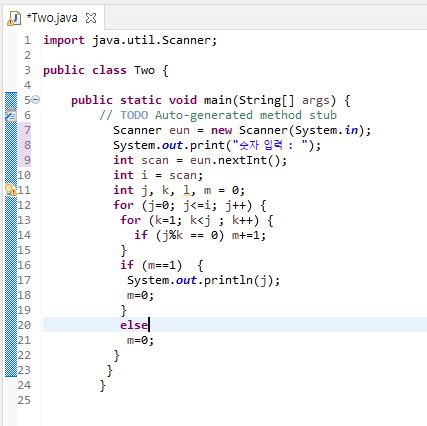 *Two.java
1 import java.util.Scanner;
2
3 public class Two {
4
5 public static void main(String[] args) {
6 // TODO Auto-generated method stub
7 Scanner eun = new Scanner(System.in);
8 System.out.print("숫자 입력 : ");
9 int scan = eun.nextInt();
10 int i = scan;
11 int j, k, l, m = 0;
12 for (j=0; j<=i; j++) {
13 for (k=1; k<j ; k++) {
14 if (j%k == 0) m+=1;
15 }
16 if (m==1)  {
17 System.out.println(j);
18 m=0;
19 }
20 else
21 m=0;
22 }
23 }
24 }
25